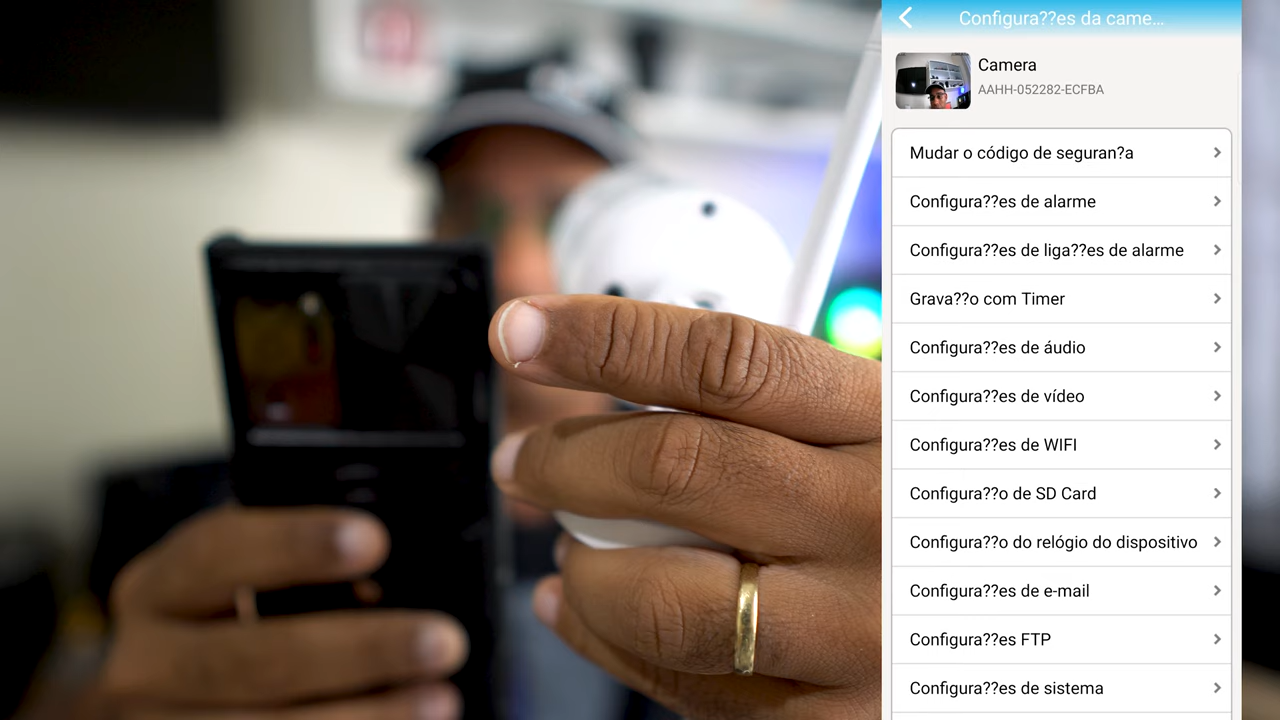 Configura??es da came...
Camera
AAHH-052282-ECFBA
Mudar o código de seguran?a
Configura??es de alarme
Configura??es de liga??es de alarme
Grava??o com Timer
Configura??es de áudio
Configura??es de vídeo
Configura??es de WIFI
Configura??o de SD Card
Configura??o do relógio do dispositivo
Configura??es de e-mail
Configura??es FTP
Configura??es de sistema